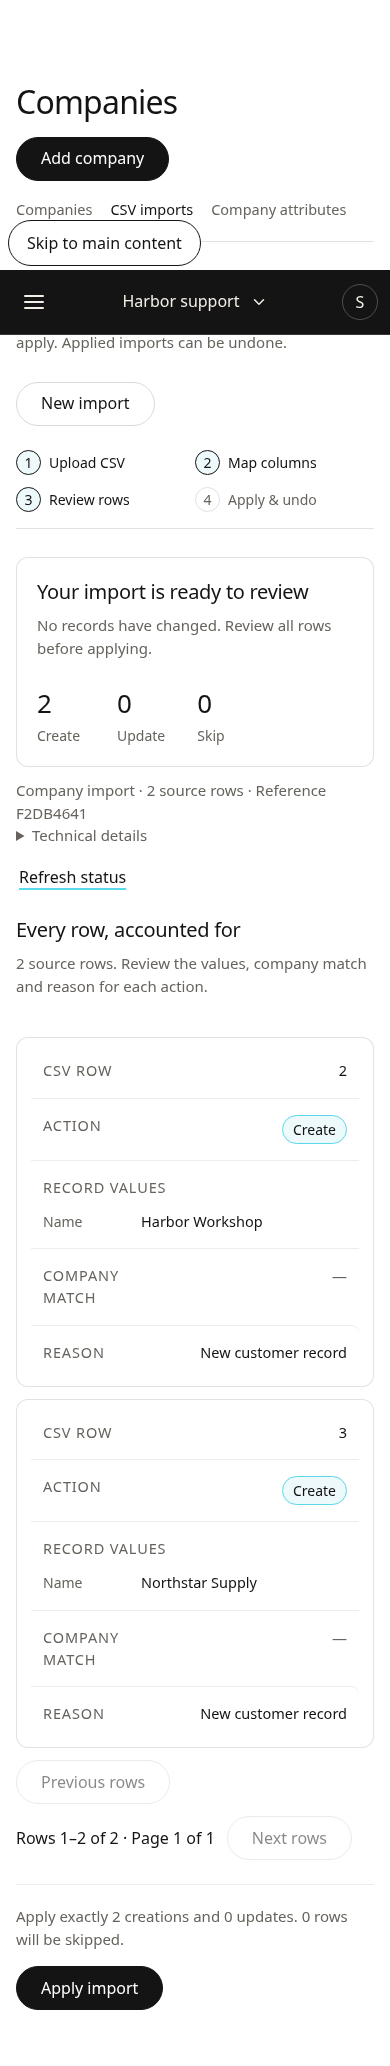 Companies
Add company
Companies CSV imports Company attributes
Skip to main content
Harbor support S
apply. Applied imports can be undone.
New import
1 Upload CSV 2 Map columns
3 Review rows 4 Apply & undo
Your import is ready to review
No records have changed. Review all rows
before applying.
2 0 0
Create Update Skip
Company import · 2 source rows · Reference
F2DB4641
Technical details
Refresh status
Every row, accounted for
2 source rows. Review the values, company match
and reason for each action.
CSV ROW 2
ACTION Create
RECORD VALUES
Name Harbor Workshop
COMPANY —
MATCH
REASON New customer record
CSV ROW 3
ACTION Create
RECORD VALUES
Name Northstar Supply
COMPANY —
MATCH
REASON New customer record
Previous rows
Rows 1–2 of 2 · Page 1 of 1 Next rows
Apply exactly 2 creations and 0 updates. 0 rows
will be skipped.
Apply import